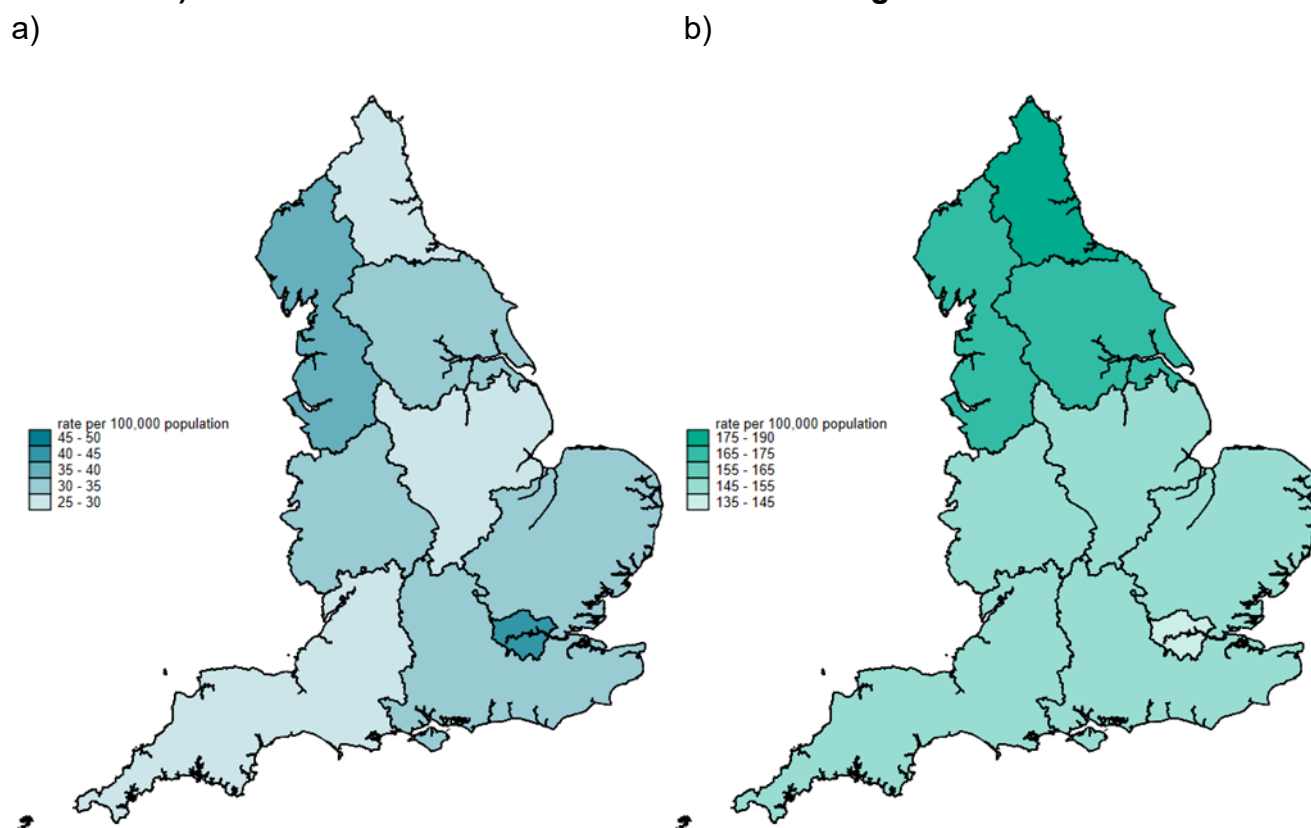 a)
b)
rate per 100,000 population
45 - 50
40 - 45
35 - 40
30 - 35
25 - 30
rate per 100,000 population
175 - 190
165 - 175
155 - 165
145 - 155
135 - 145